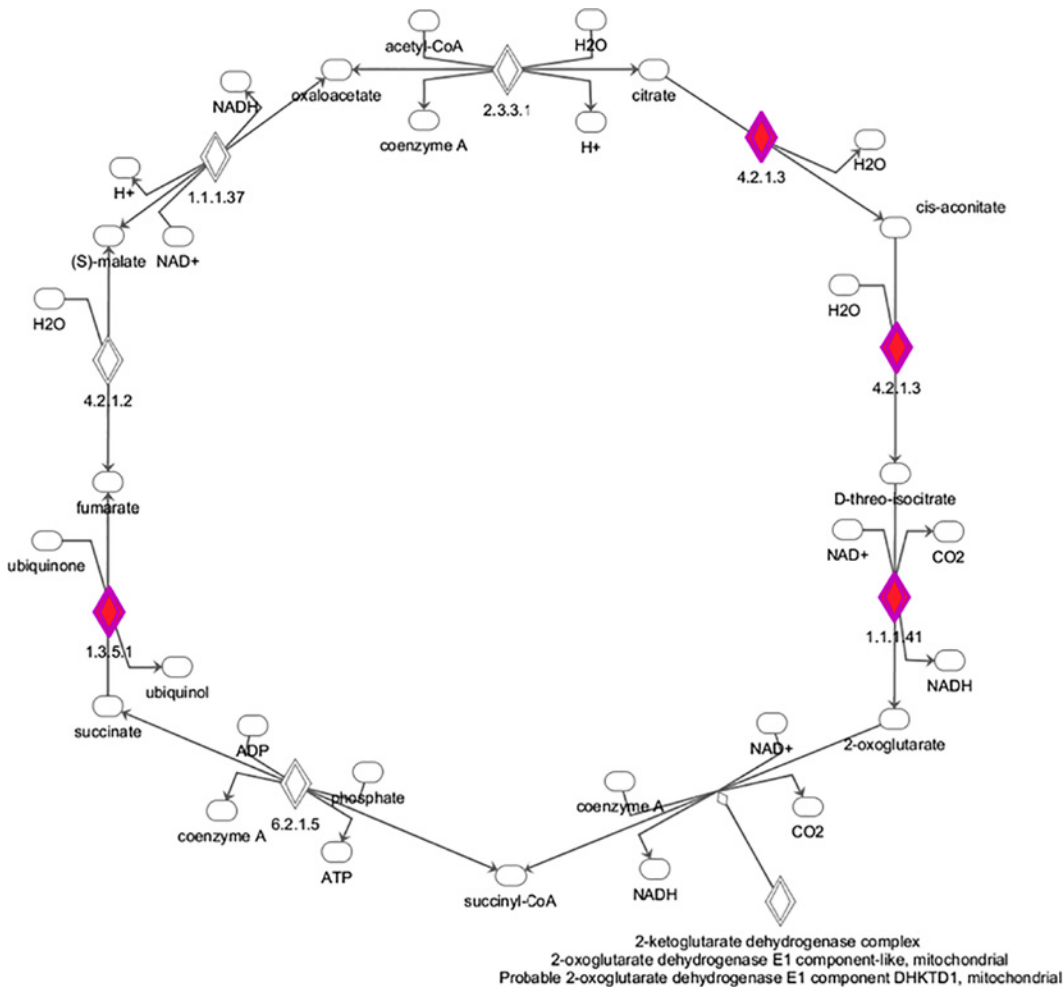 acetyl-CoA
H2O
NADH
oxaloacetate
2.3.3.1
citrate
coenzyme A
H+
4.2.1.3
H2O
H+
1.1.1.37
cis-aconitate
(S)-malate
NAD+
H2O
H2O
4.2.1.2
4.2.1.3
fumarate
D-threo-isocitrate
ubiquinone
NAD+
CO2
1.3.5.1
1.1.1.41
ubiquinol
NADH
succinate
2-oxoglutarate
ADP
NAD+
phosphate
coenzyme A
coenzyme A
6.2.1.5
CO2
ATP
succinyl-CoA
NADH
2-ketoglutarate dehydrogenase complex
2-oxoglutarate dehydrogenase E1 component-like, mitochondrial
Probable 2-oxoglutarate dehydrogenase E1 component DHKTD1, mitochondrial